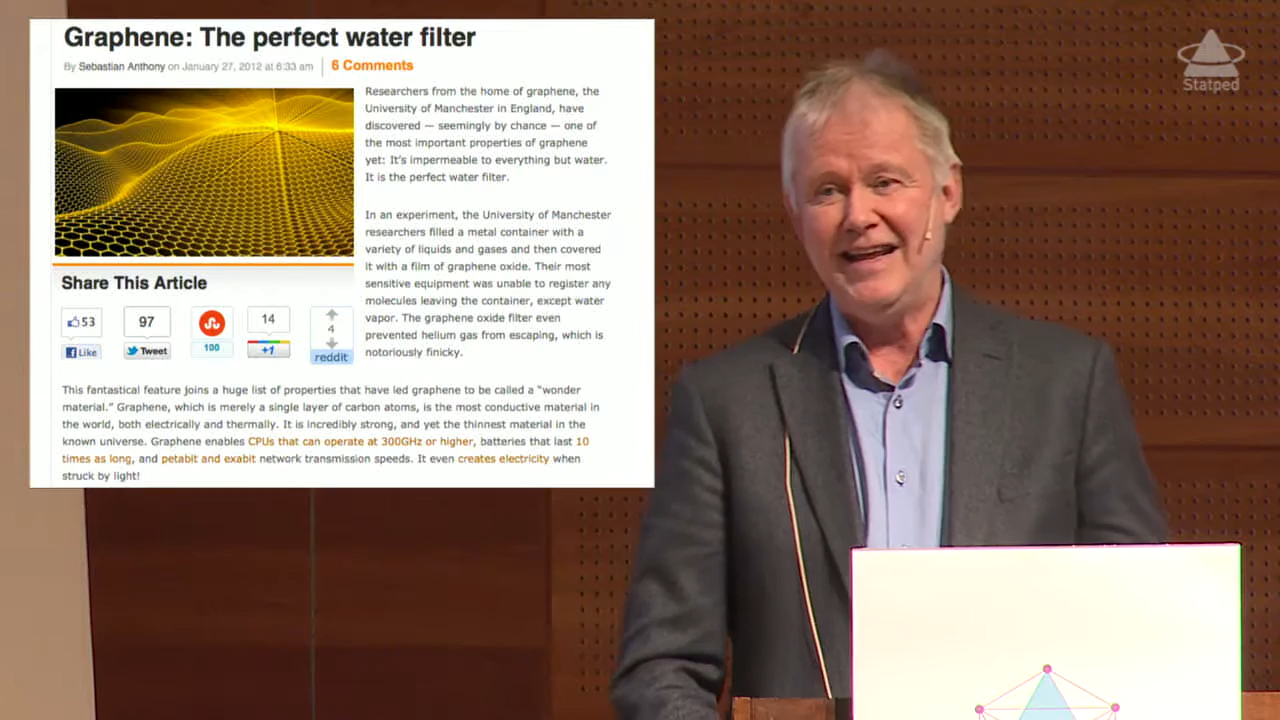 Graphene: The perfect water filter
By Sebastian Anthony on January 27, 2012 at 6:33 am
6 Comments
Researchers from the home of graphene, the
University of Manchester in England, have
discovered — seemingly by chance — one of
the most important properties of graphene
yet: It's impermeable to everything but water.
It is the perfect water filter.
In an experiment, the University of Manchester
researchers filled a metal container with a
variety of liquids and gases and then covered
it with a film of graphene oxide. Their most
sensitive equipment was unable to register any
molecules leaving the container, except water
vapor. The graphene oxide filter even
prevented helium gas from escaping, which is
notoriously finicky.
Share This Article
53
97
14
4
Like
Tweet
100
+1
reddit
This fantastical feature joins a huge list of properties that have led graphene to be called a "wonder
material." Graphene, which is merely a single layer of carbon atoms, is the most conductive material in
the world, both electrically and thermally. It is incredibly strong, and yet the thinnest material in the
known universe. Graphene enables CPUs that can operate at 300GHz or higher, batteries that last 10
times as long, and petabit and exabit network transmission speeds. It even creates electricity when
struck by light!
Statped